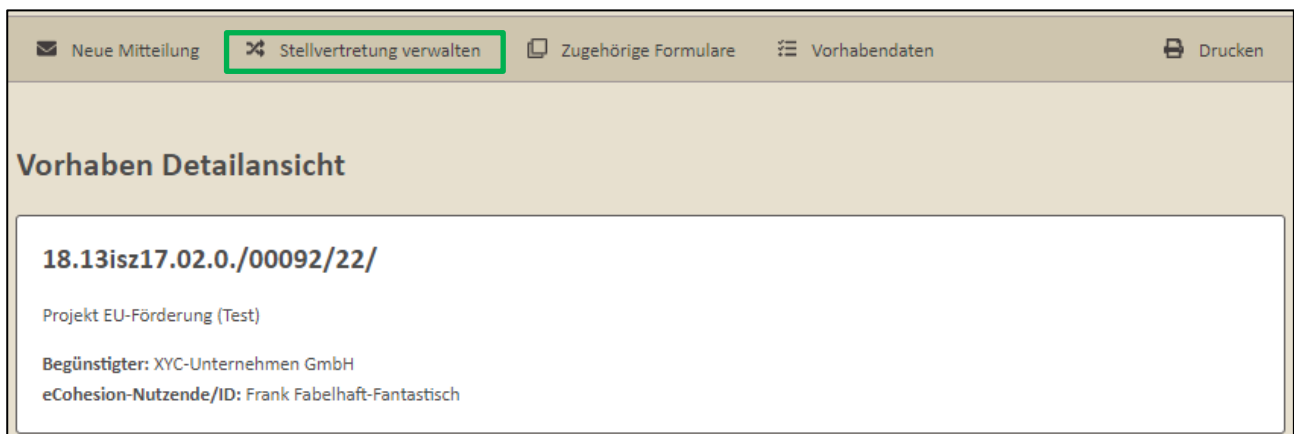 Neue Mitteilung Stellvertretung verwalten Zugehörige Formulare Vorhabendaten Drucken
Vorhaben Detailansicht
18.13isz17.02.0./00092/22/
Projekt EU-Förderung (Test)
Begünstigter: XYC-Unternehmen GmbH
eCohesion-Nutzende/ID: Frank Fabelhaft-Fantastisch